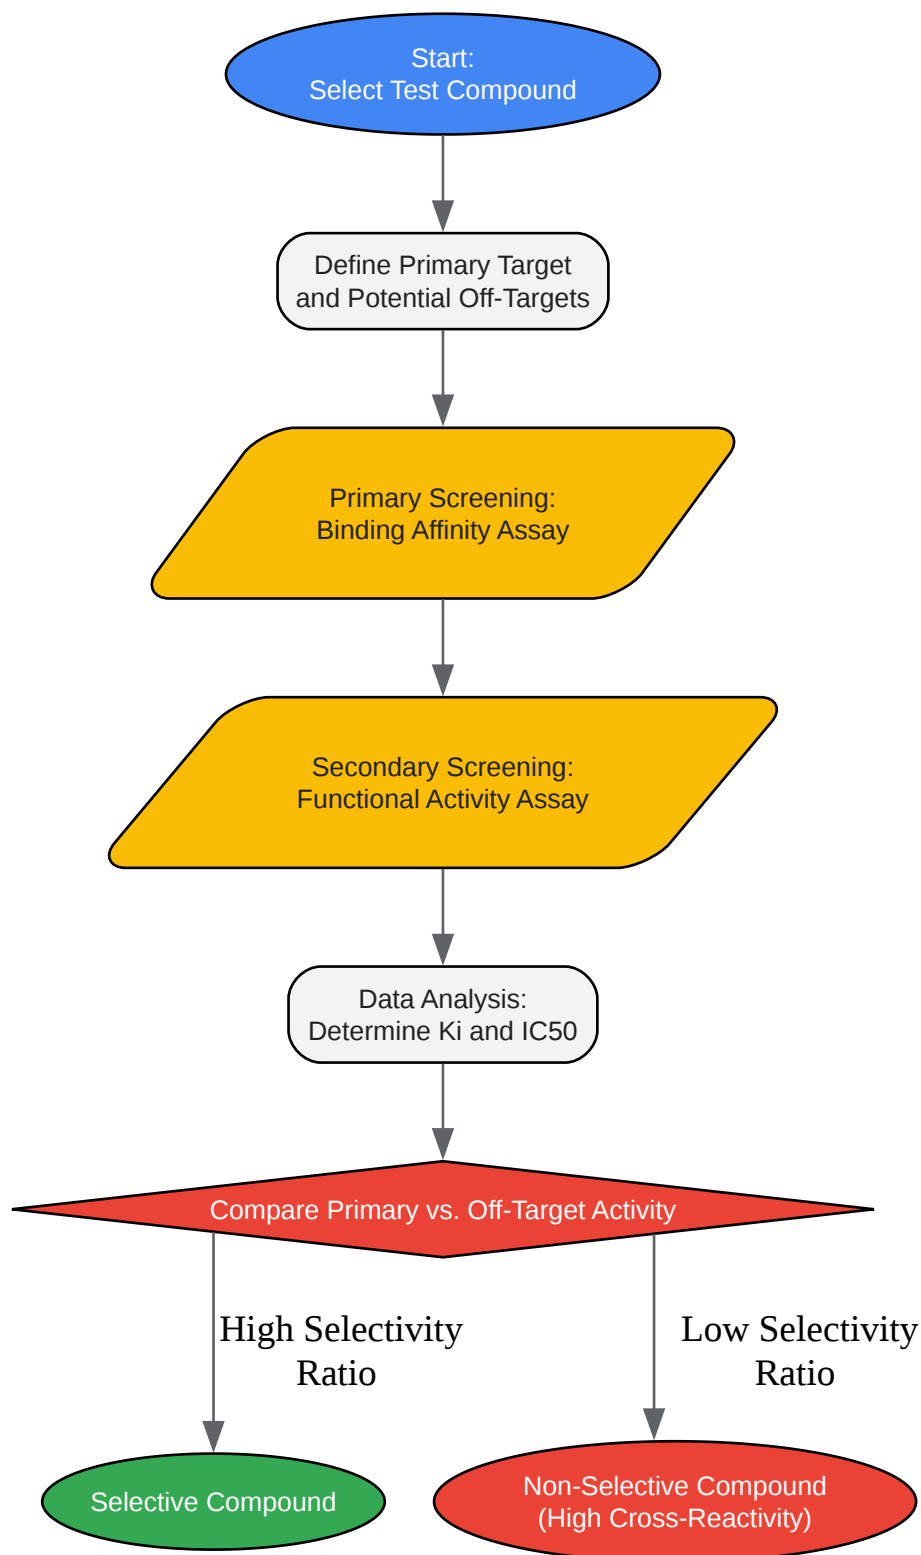 Start:
Select Test Compound
Define Primary Target
and Potential Off-Targets
Primary Screening:
Binding Affinity Assay
Secondary Screening:
Functional Activity Assay
Data Analysis:
Determine Ki and IC50
Compare Primary vs. Off-Target Activity
High Selectivity
Ratio
Low Selectivity
Ratio
Selective Compound
Non-Selective Compound
(High Cross-Reactivity)